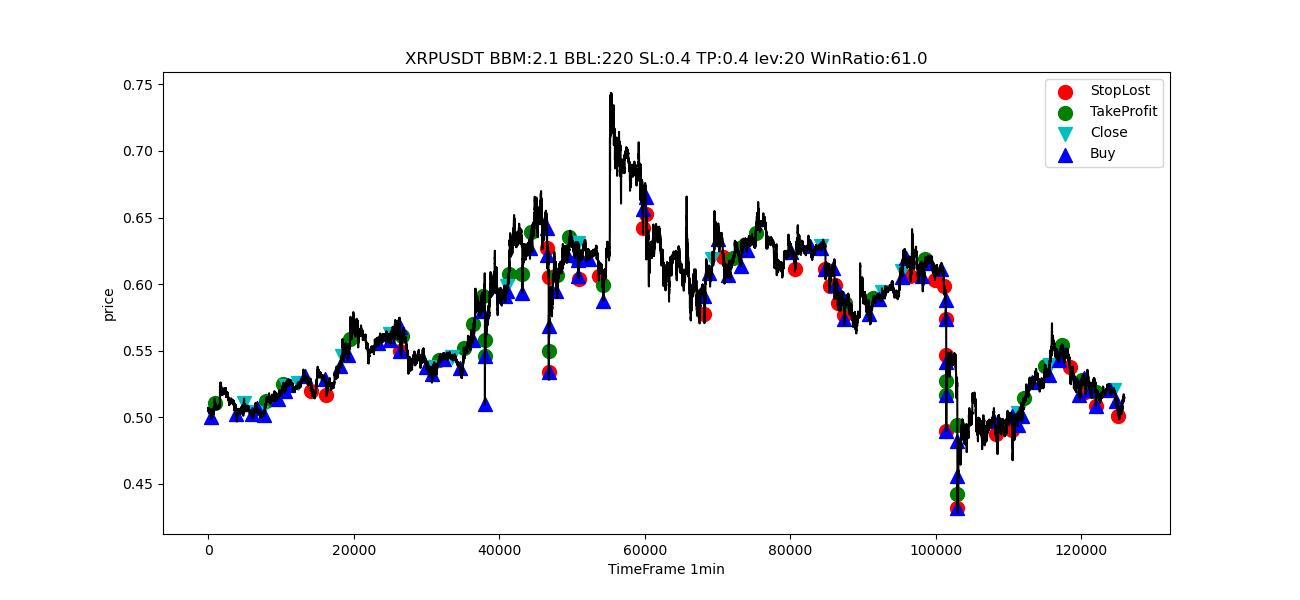 XRPUSDT BBM:2.1 BBL:220 SL:0.4 TP:0.4 lev:20 WinRatio:61.0
StopLost
TakeProfit
Close
Buy
price
0.75
0.70
0.65
0.60
0.55
0.50
0.45
0
20000
40000
60000
80000
100000
120000
TimeFrame 1min